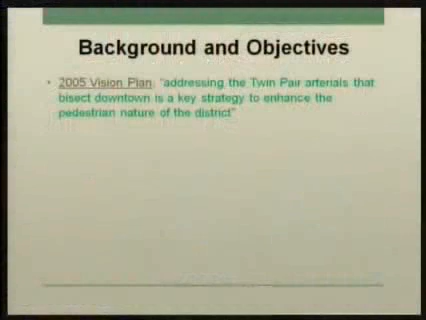 Background and Objectives
• 2005 Vision Plan: "addressing the Twin Pair arterials that
bisect downtown is a key strategy to enhance the
pedestrian nature of the district"